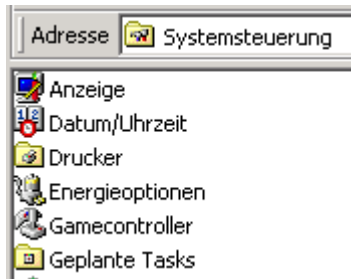 Adresse Systemsteuerung
Anzeige
Datum/Uhrzeit
Drucker
Energieoptionen
Gamecontroller
Geplante Tasks